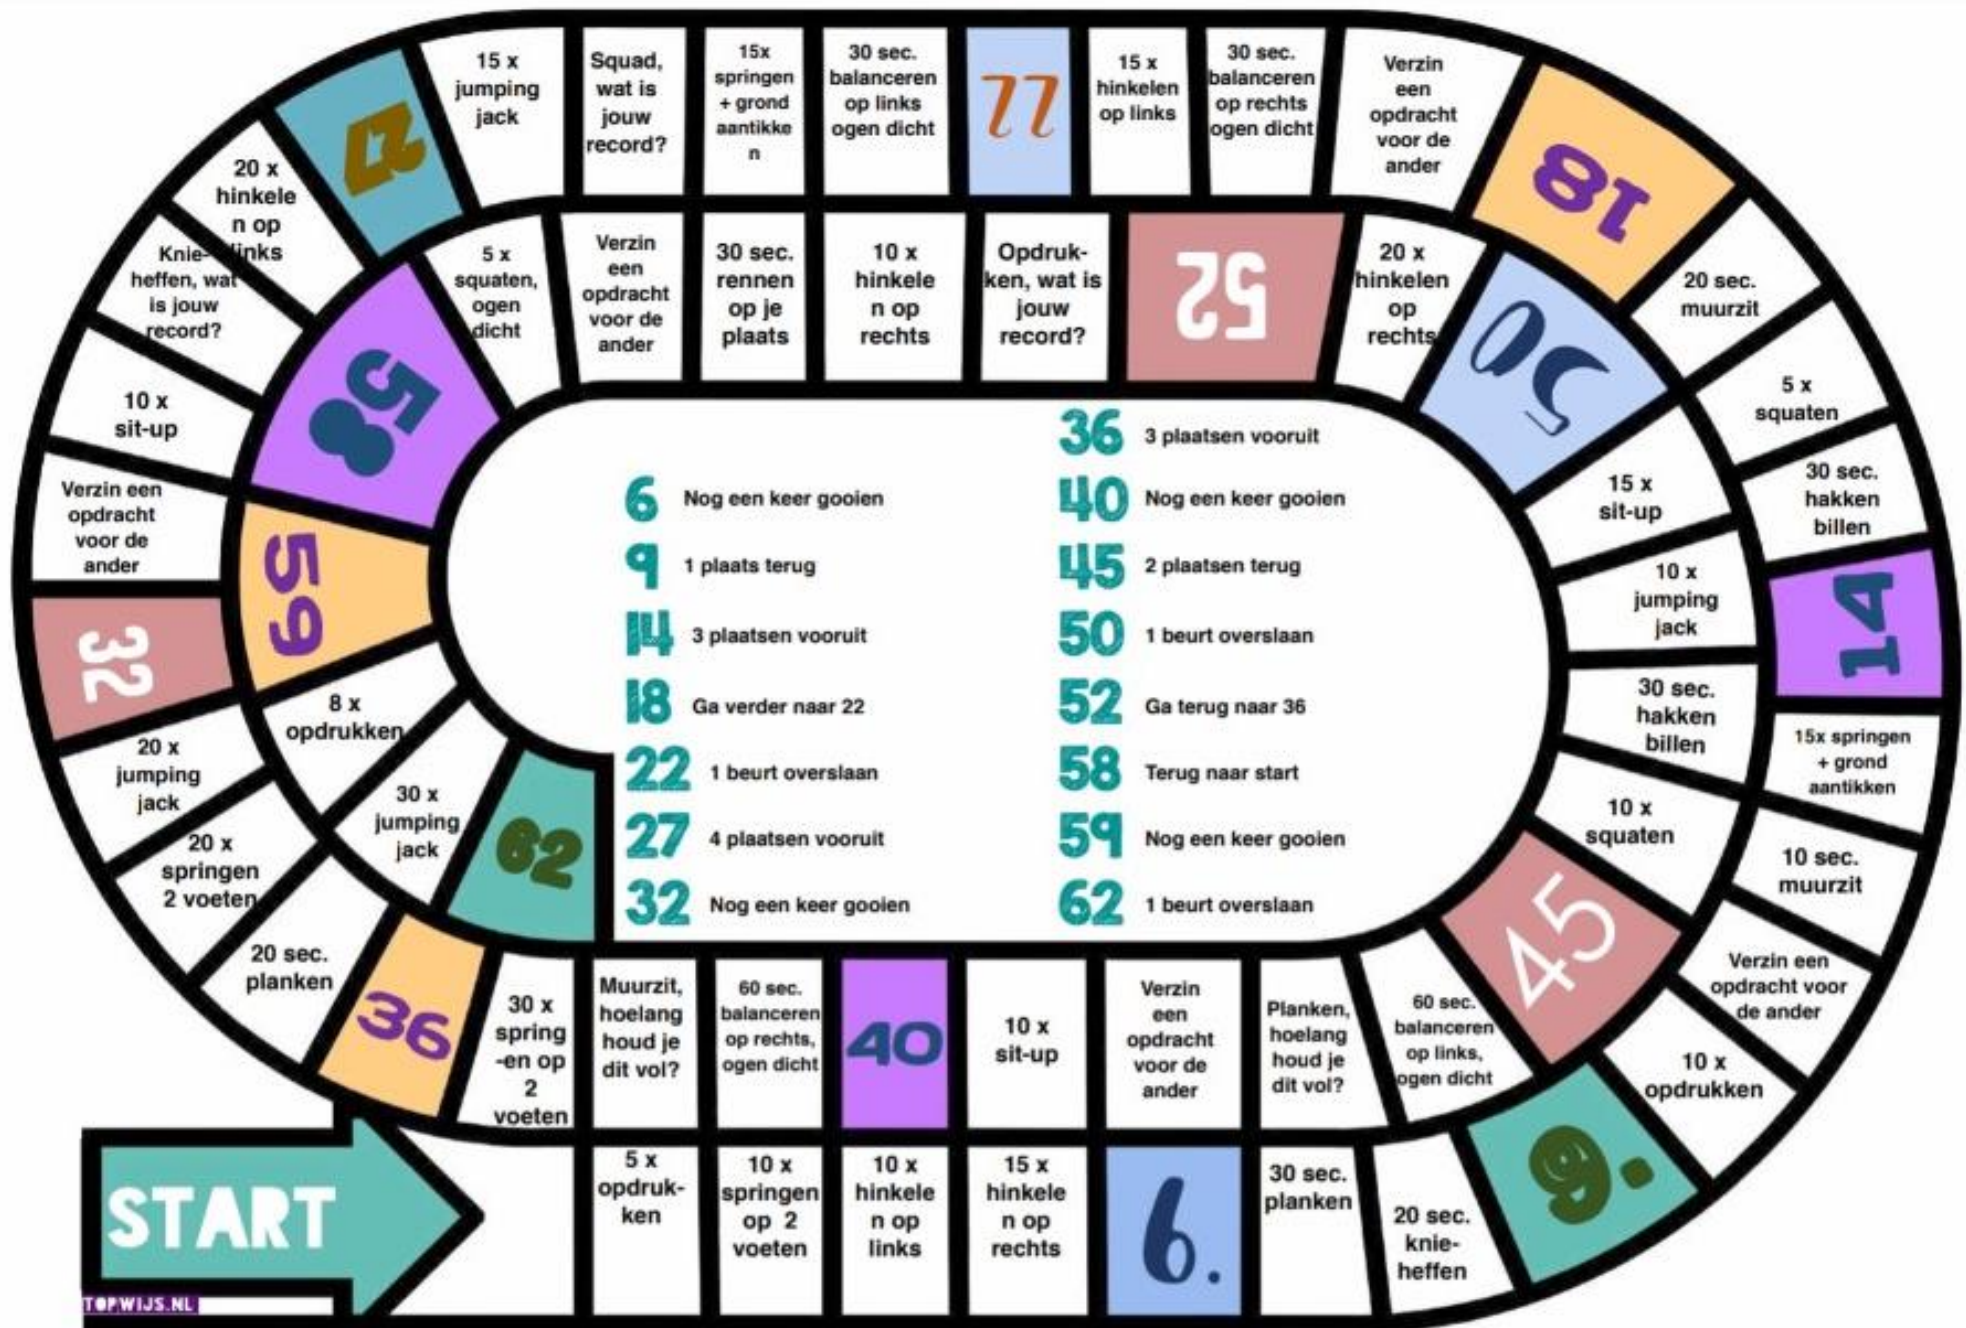 START
TOPWIJS.NL
5 x
opdruk-
ken
10 x
springen
op 2
voeten
10 x
hinkele
n op
links
15 x
hinkele
n op
rechts
6.
30 sec.
planken
20 sec.
knie-
heffen
9.
10 x
opdrukken
Verzin een
opdracht voor
de ander
10 sec.
muurzit
15x springen
+ grond
aantikken
14
30 sec.
hakken
billen
5 x
squaten
20 sec.
muurzit
18
Verzin
een
opdracht
voor de
ander
30 sec.
balanceren
op rechts
ogen dicht
15 x
hinkelen
op links
22
30 sec.
balanceren
op links
ogen dicht
15x
springen
+ grond
aantikke
n
Squad,
wat is
jouw
record?
15 x
jumping
jack
27
20 x
hinkele
n op
links
Knie-
heffen, wat
is jouw
record?
10 x
sit-up
Verzin een
opdracht
voor de
ander
32
20 x
jumping
jack
20 x
springen
2 voeten
20 sec.
planken
36
30 x
spring
-en op
2
voeten
Muurzit,
hoelang
houd je
dit vol?
60 sec.
balanceren
op rechts,
ogen dicht
40
10 x
sit-up
Verzin
een
opdracht
voor de
ander
Planken,
hoelang
houd je
dit vol?
60 sec.
balanceren
op links,
ogen dicht
45
10 x
squaten
30 sec.
hakken
billen
10 x
jumping
jack
15 x
sit-up
50
20 x
hinkelen
op
rechts
52
Opdruk-
ken, wat is
jouw
record?
10 x
hinkele
n op
rechts
30 sec.
rennen
op je
plaats
Verzin
een
opdracht
voor de
ander
5 x
squaten,
ogen
dicht
58
59
8 x
opdrukken
30 x
jumping
jack
62
6 Nog een keer gooien
9 1 plaats terug
14 3 plaatsen vooruit
18 Ga verder naar 22
22 1 beurt overslaan
27 4 plaatsen vooruit
32 Nog een keer gooien
36 3 plaatsen vooruit
40 Nog een keer gooien
45 2 plaatsen terug
50 1 beurt overslaan
52 Ga terug naar 36
58 Terug naar start
59 Nog een keer gooien
62 1 beurt overslaan